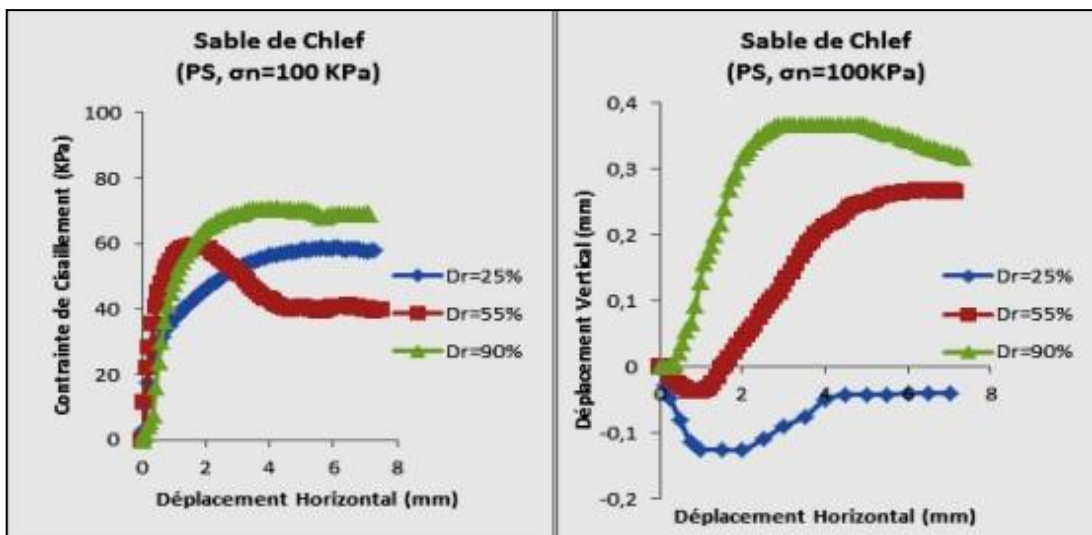 Sable de Chlef
(PS, σn=100 KPa)
Contrainte de Cisaillement (KPa)
100
80
60
40
20
0
0 2 4 6 8
Déplacement Horizontal (mm)
Dr=25%
Dr=55%
Dr=90%
Sable de Chlef
(PS, σn=100KPa)
Déplacement Vertical (mm)
0,4
0,3
0,2
0,1
0
-0,1
-0,2
0 2 4 6 8
Déplacement Horizontal (mm)
Dr=25%
Dr=55%
Dr=90%